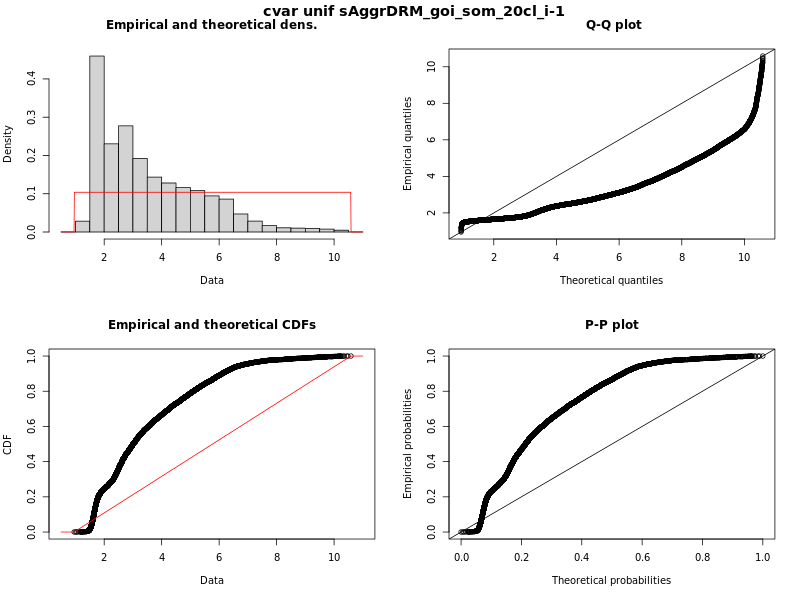 cvar unif sAggrDRM_goi_som_20cl_i-1
Empirical and theoretical dens.
Density
0.0 0.1 0.2 0.3 0.4
2 4 6 8 10
Data
Q-Q plot
Empirical quantiles
2 4 6 8 10
2 4 6 8 10
Theoretical quantiles
Empirical and theoretical CDFs
CDF
0.0 0.2 0.4 0.6 0.8 1.0
2 4 6 8 10
Data
P-P plot
Empirical probabilities
0.0 0.2 0.4 0.6 0.8 1.0
0.0 0.2 0.4 0.6 0.8 1.0
Theoretical probabilities